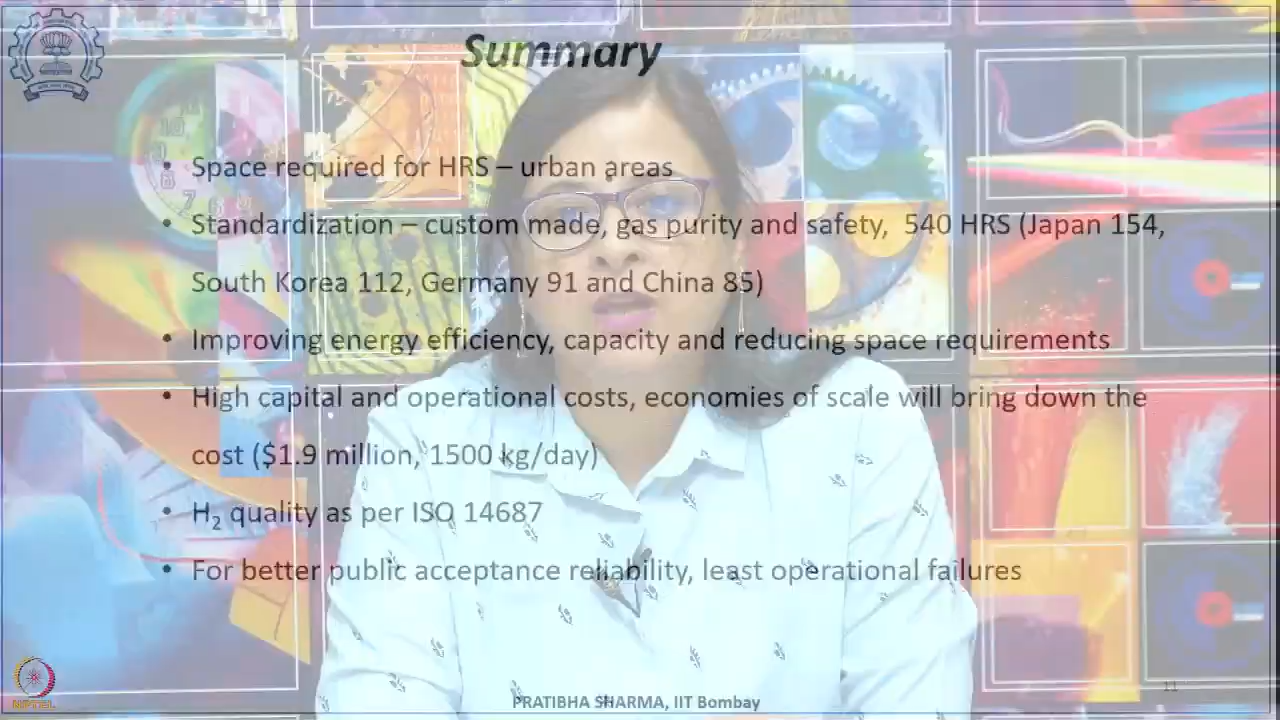 Summary
• Space required for HRS – urban areas
• Standardization – custom made, gas purity and safety, 540 HRS (Japan 154,
South Korea 112, Germany 91 and China 85)
• Improving energy efficiency, capacity and reducing space requirements
• High capital and operational costs, economies of scale will bring down the
cost ($1.9 million, 1500 kg/day)
• H₂ quality as per ISO 14687
• For better public acceptance reliability, least operational failures
NPTEL
PRATIBHA SHARMA, IIT Bombay
11